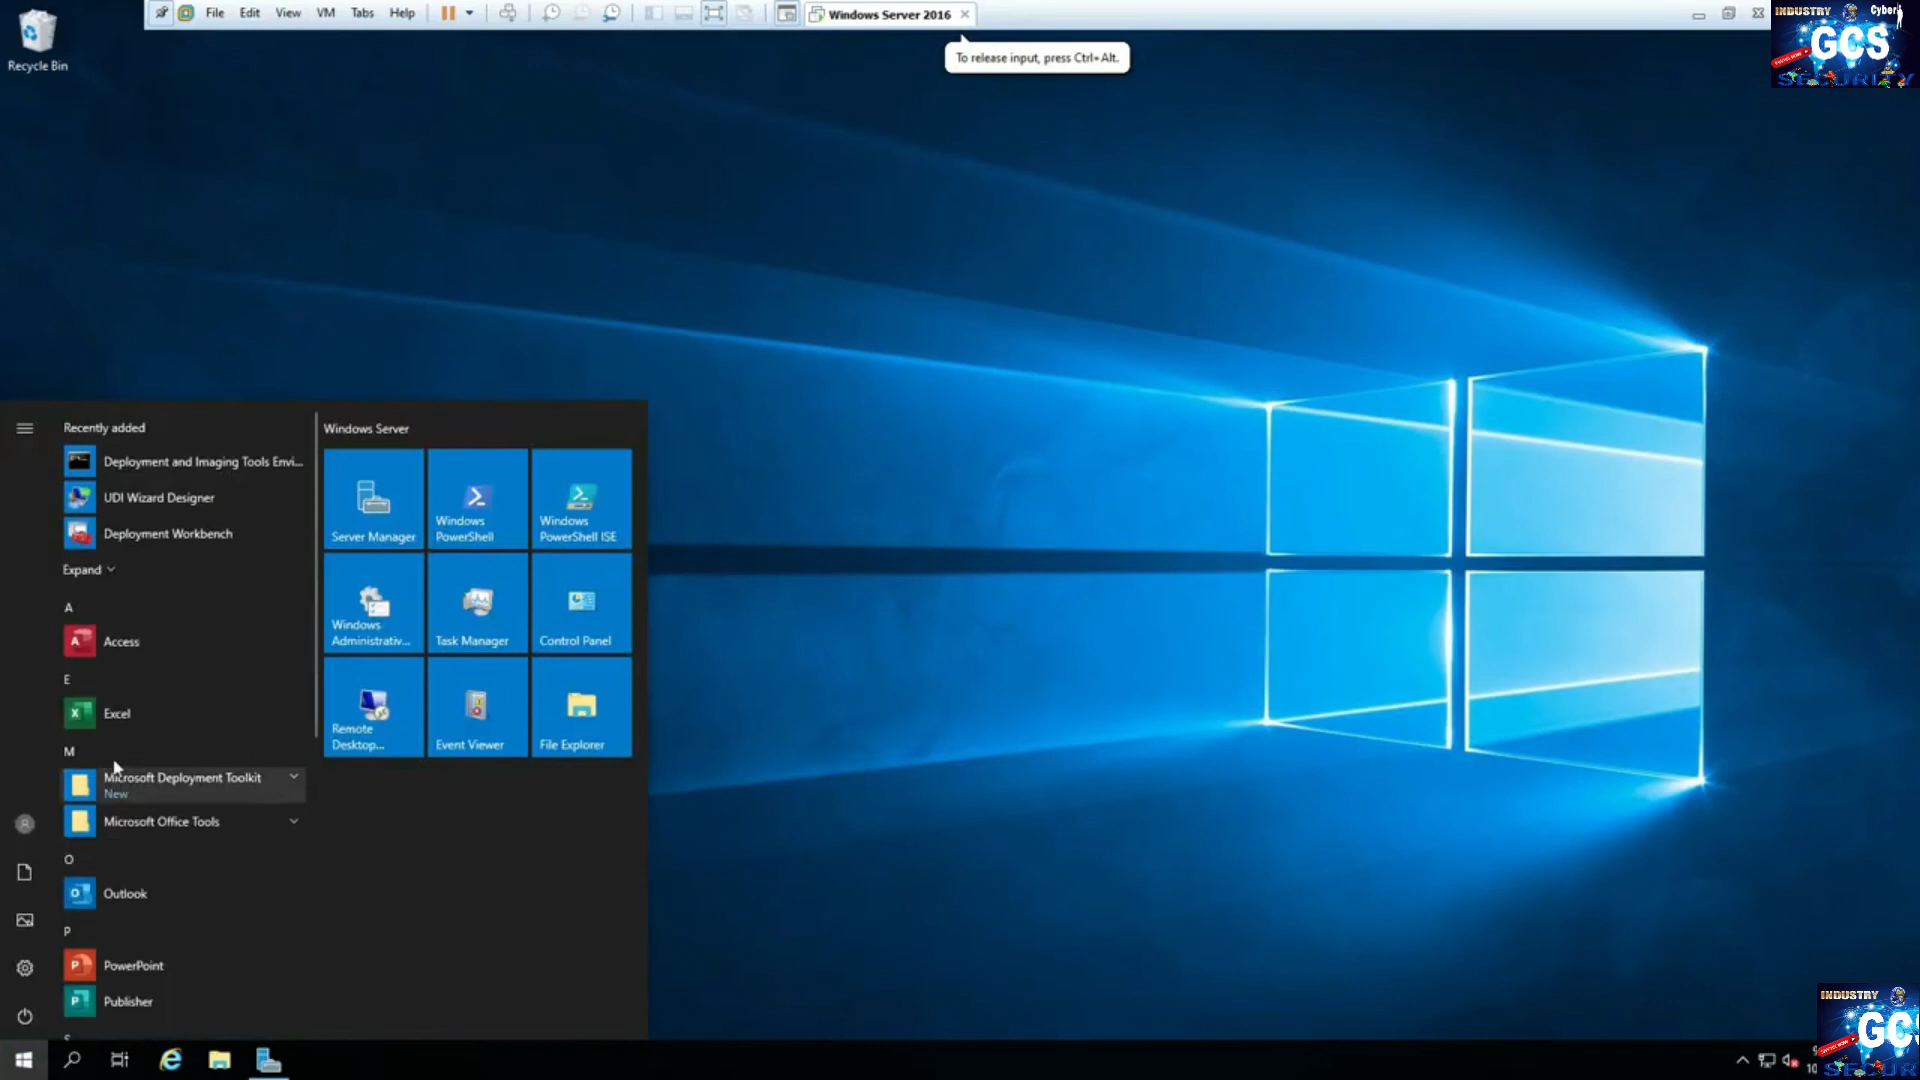 File Edit View VM Tabs Help
Windows Server 2016
To release input, press Ctrl+Alt.
INDUSTRY Cyber
GCS
SECURITY
Recycle Bin
Recently added
Deployment and Imaging Tools Envi...
UDI Wizard Designer
Deployment Workbench
Expand
A
Access
E
Excel
M
Microsoft Deployment Toolkit
New
Microsoft Office Tools
O
Outlook
P
PowerPoint
Publisher
Windows Server
Server Manager
Windows PowerShell
Windows PowerShell ISE
Windows Administrativ...
Task Manager
Control Panel
Remote Desktop...
Event Viewer
File Explorer
INDUSTRY
GCS
SECUR